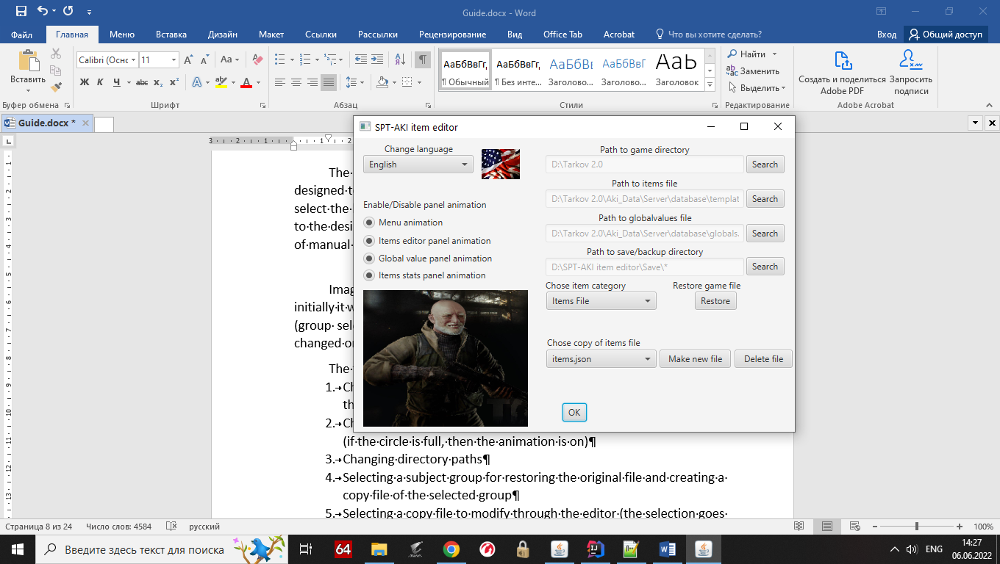 Guide.docx - Word
Файл Главная Меню Вставка Дизайн Макет Ссылки Рассылки Рецензирование Вид Office Tab Acrobat Что вы хотите сделать? Вход Общий доступ
Вставить
Буфер обмена
Calibri (Оснс 11
Aa
Ж К Ч abc x₂ x²
Шрифт
Абзац
АаБбВвГг, АаБбВвГг, АаБбВв АаБбВвГ Aab
¶ Обычный ¶ Без инте... Заголово... Заголово... Заголовок
Стили
Найти
Заменить
Выделить
Редактирование
Создать и поделиться
Adobe PDF
Запросить
подписи
Adobe Acrobat
Guide.docx *
3 2 1 1 2
The
designed t
select the
to the desi
of manual
Imag
initially it w
(group sel
changed o
The
1. Ch
th
2. Ch
(if the circle is full, then the animation is on)¶
3. Changing directory paths¶
4. Selecting a subject group for restoring the original file and creating a
copy file of the selected group¶
5. Selecting a copy file to modify through the editor (the selection goes
SPT-AKI item editor
Change language
English
Enable/Disable panel animation
Menu animation
Items editor panel animation
Global value panel animation
Items stats panel animation
Path to game directory
D:\Tarkov 2.0 Search
Path to items file
D:\Tarkov 2.0\Aki_Data\Server\database\templat Search
Path to globalvalues file
D:\Tarkov 2.0\Aki_Data\Server\database\globals. Search
Path to save/backup directory
D:\SPT-AKI item editor\Save\* Search
Chose item category Restore game file
Items File Restore
Chose copy of items file
items.json Make new file Delete file
OK
Страница 8 из 24 Число слов: 4584 русский 100%
Введите здесь текст для поиска 64 ENG 14:27
06.06.2022